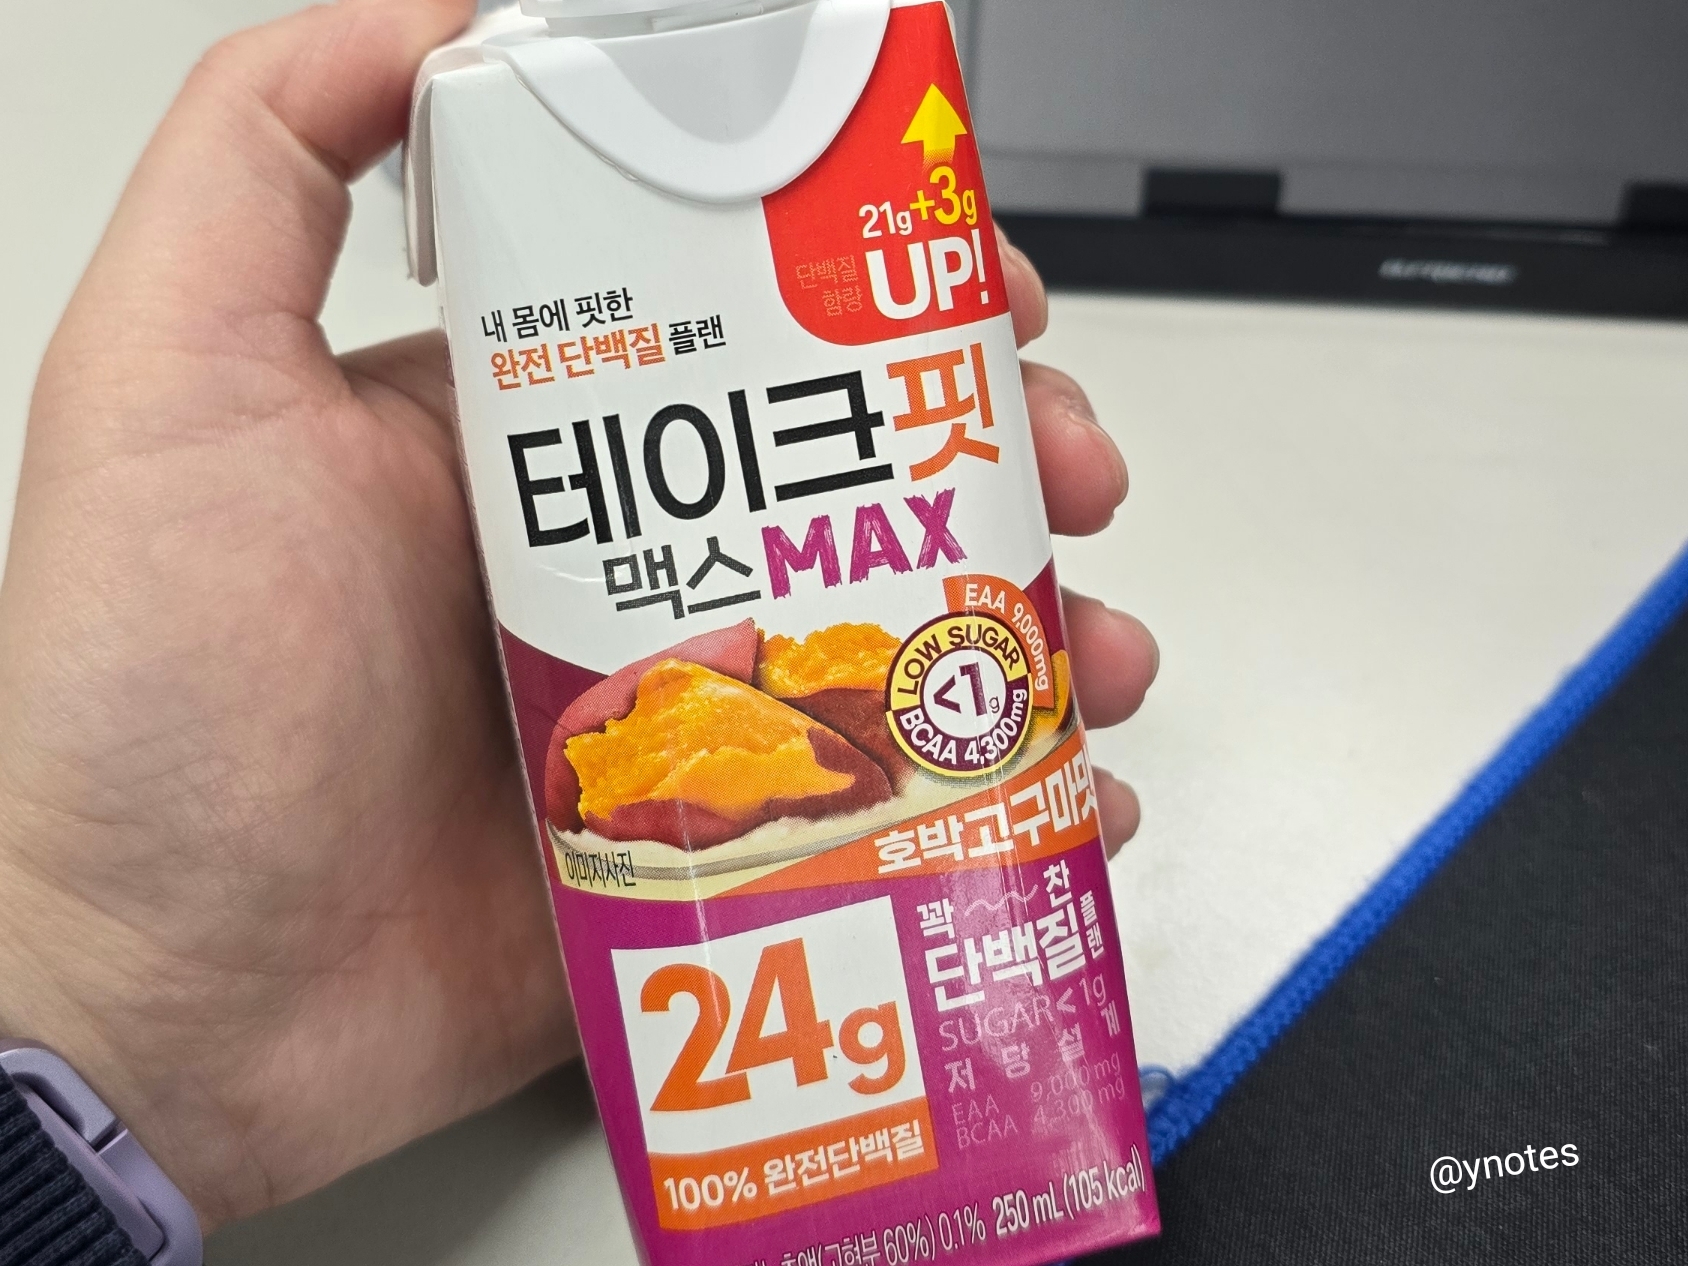 21g+3g
단백질
함량
UP!
내 몸에 핏한
완전 단백질 플랜
테이크핏
맥스MAX
EAA 9,000mg
LOW SUGAR
<1g
BCAA 4,300mg
호박고구마맛
이미지사진
꽉~~찬
단백질플랜
SUGAR<1g
저당설계
EAA 9,000mg
BCAA 4,300mg
24g
100% 완전단백질
(고형분 60%) 0.1% 250 mL (105 kcal)
@ynotes